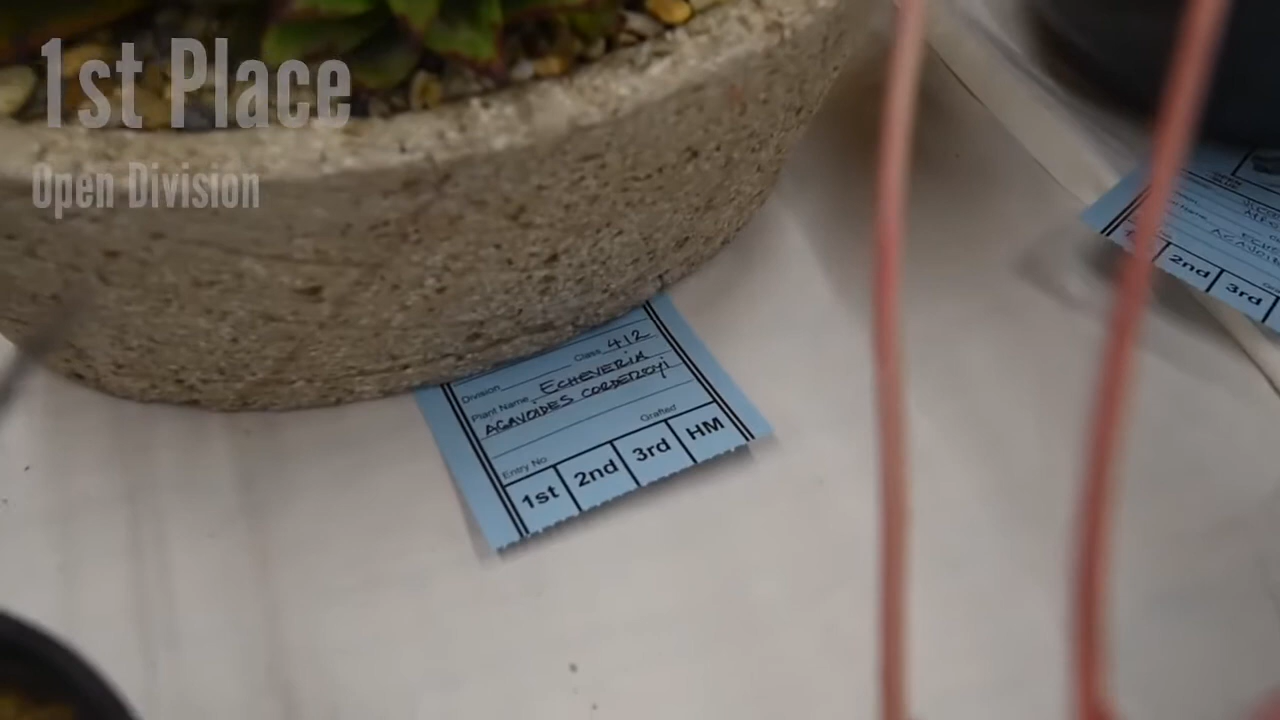 1st Place
Open Division
Division Class 412
Plant Name ECHEVERIA
AGAVOIDES CORDEROYI
Grafted
Entry No
1st 2nd 3rd HM
2nd 3rd